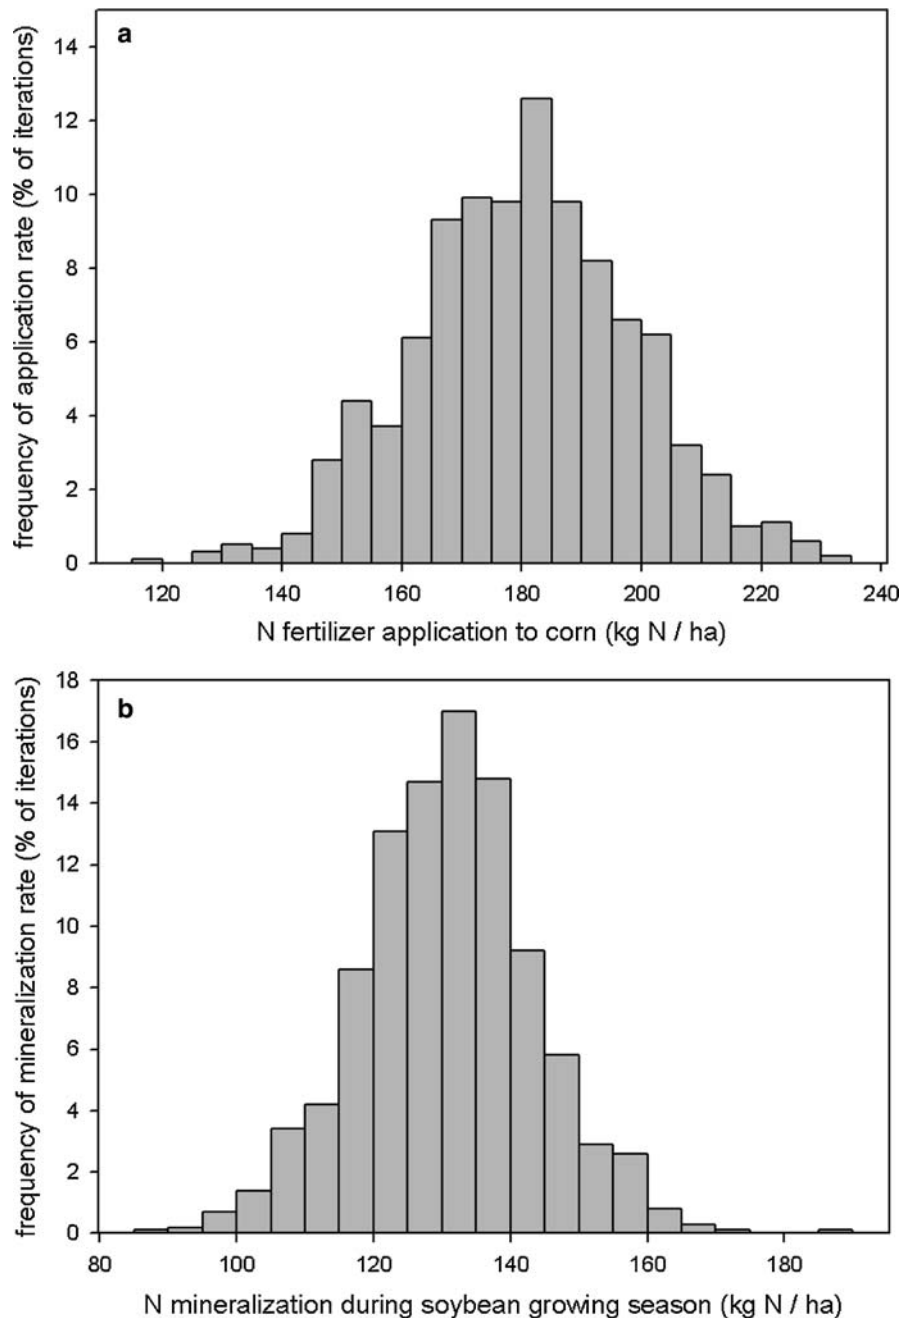 a
frequency of application rate (% of iterations)
14
12
10
8
6
4
2
0
120 140 160 180 200 220 240
N fertilizer application to corn (kg N / ha)
b
frequency of mineralization rate (% of iterations)
18
16
14
12
10
8
6
4
2
0
80 100 120 140 160 180
N mineralization during soybean growing season (kg N / ha)